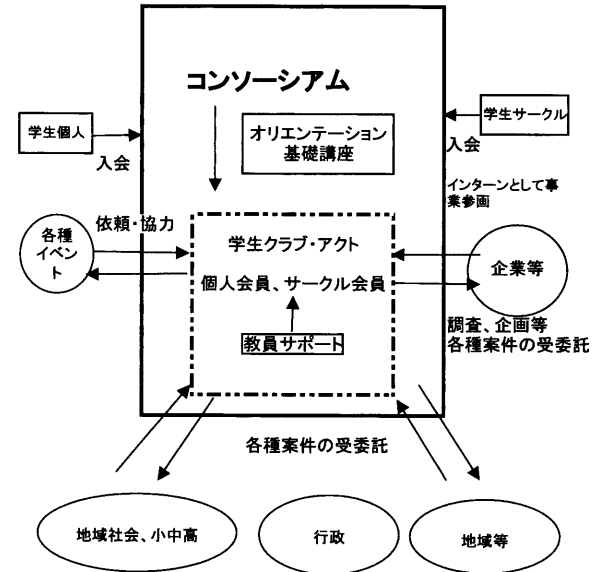 コンソーシアム
学生個人
入会
オリエンテーション
基礎講座
学生サークル
入会
インターンとして事
業参画
各種
イベン
ト
依頼・協力
学生クラブ・アクト
個人会員、サークル会員
教員サポート
企業等
調査、企画等
各種案件の受委託
各種案件の受委託
地域社会、小中高
行政
地域等